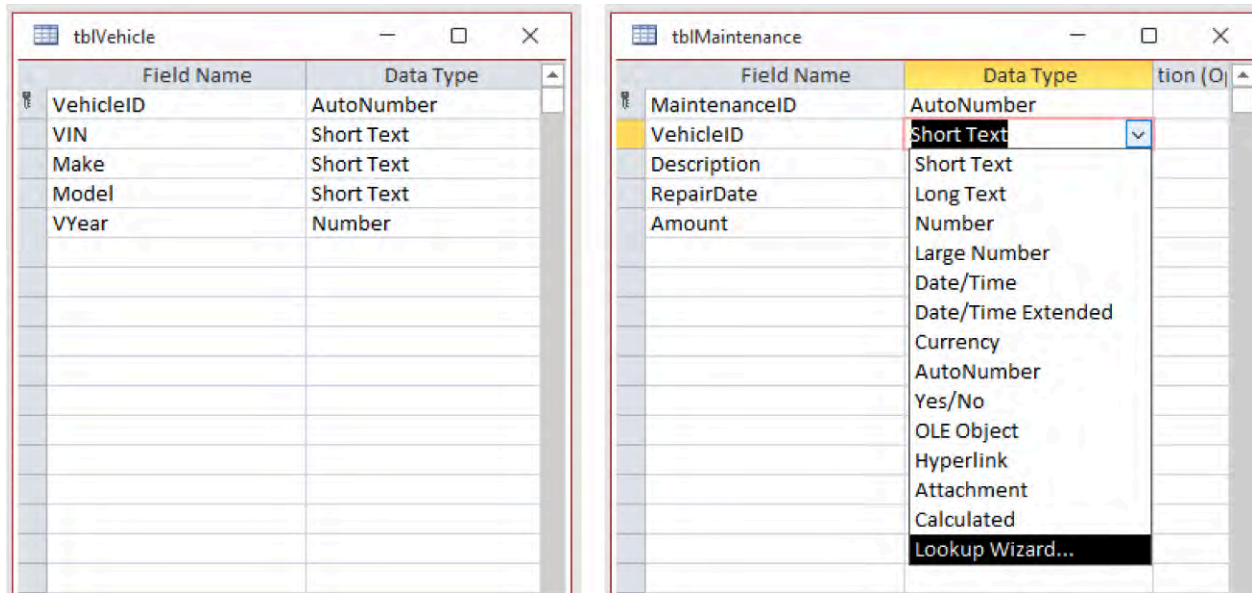 tblVehicle
Field Name Data Type
VehicleID AutoNumber
VIN Short Text
Make Short Text
Model Short Text
VYear Number
tblMaintenance
Field Name Data Type tion (O
MaintenanceID AutoNumber
VehicleID Short Text
Description Short Text
RepairDate Long Text
Amount Number
Large Number
Date/Time
Date/Time Extended
Currency
AutoNumber
Yes/No
OLE Object
Hyperlink
Attachment
Calculated
Lookup Wizard...